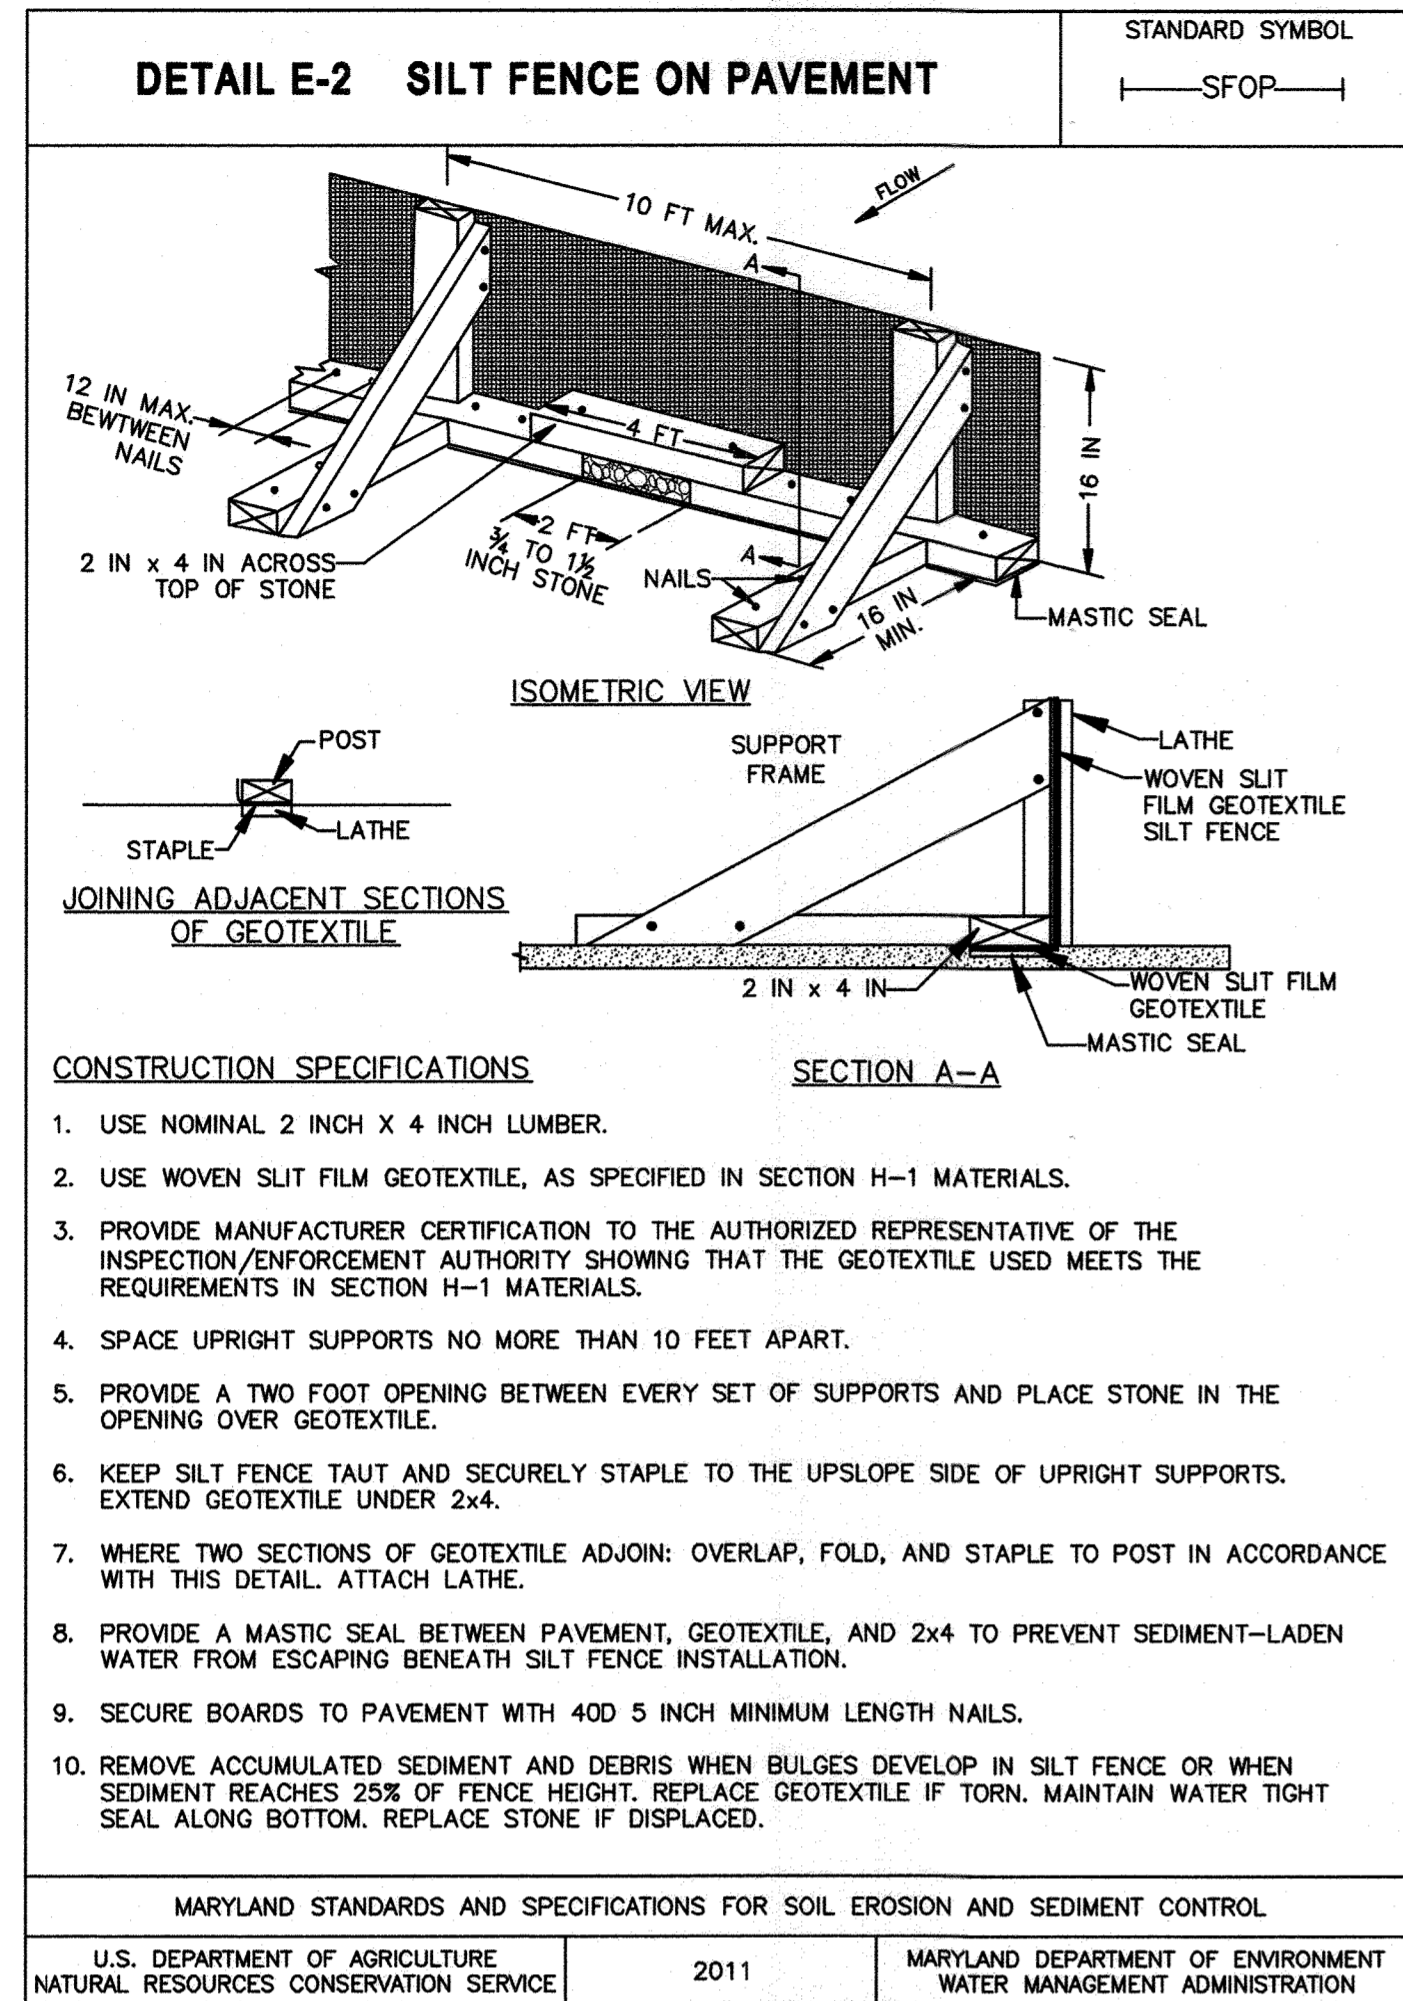 DETAIL E-2 SILT FENCE ON PAVEMENT
STANDARD SYMBOL
SFOP
10 FT MAX.
FLOW
A
12 IN MAX.
BEWTWEEN
NAILS
4 FT
16 IN
2 IN x 4 IN ACROSS
TOP OF STONE
2 FT
¾ TO 1½
INCH STONE
A
NAILS
16 IN
MIN.
MASTIC SEAL
ISOMETRIC VIEW
POST
STAPLE
LATHE
JOINING ADJACENT SECTIONS
OF GEOTEXTILE
SUPPORT
FRAME
LATHE
WOVEN SLIT
FILM GEOTEXTILE
SILT FENCE
2 IN x 4 IN
WOVEN SLIT FILM
GEOTEXTILE
MASTIC SEAL
SECTION A-A
CONSTRUCTION SPECIFICATIONS
1. USE NOMINAL 2 INCH X 4 INCH LUMBER.
2. USE WOVEN SLIT FILM GEOTEXTILE, AS SPECIFIED IN SECTION H-1 MATERIALS.
3. PROVIDE MANUFACTURER CERTIFICATION TO THE AUTHORIZED REPRESENTATIVE OF THE
INSPECTION/ENFORCEMENT AUTHORITY SHOWING THAT THE GEOTEXTILE USED MEETS THE
REQUIREMENTS IN SECTION H-1 MATERIALS.
4. SPACE UPRIGHT SUPPORTS NO MORE THAN 10 FEET APART.
5. PROVIDE A TWO FOOT OPENING BETWEEN EVERY SET OF SUPPORTS AND PLACE STONE IN THE
OPENING OVER GEOTEXTILE.
6. KEEP SILT FENCE TAUT AND SECURELY STAPLE TO THE UPSLOPE SIDE OF UPRIGHT SUPPORTS.
EXTEND GEOTEXTILE UNDER 2x4.
7. WHERE TWO SECTIONS OF GEOTEXTILE ADJOIN: OVERLAP, FOLD, AND STAPLE TO POST IN ACCORDANCE
WITH THIS DETAIL. ATTACH LATHE.
8. PROVIDE A MASTIC SEAL BETWEEN PAVEMENT, GEOTEXTILE, AND 2x4 TO PREVENT SEDIMENT-LADEN
WATER FROM ESCAPING BENEATH SILT FENCE INSTALLATION.
9. SECURE BOARDS TO PAVEMENT WITH 40D 5 INCH MINIMUM LENGTH NAILS.
10. REMOVE ACCUMULATED SEDIMENT AND DEBRIS WHEN BULGES DEVELOP IN SILT FENCE OR WHEN
SEDIMENT REACHES 25% OF FENCE HEIGHT. REPLACE GEOTEXTILE IF TORN. MAINTAIN WATER TIGHT
SEAL ALONG BOTTOM. REPLACE STONE IF DISPLACED.
MARYLAND STANDARDS AND SPECIFICATIONS FOR SOIL EROSION AND SEDIMENT CONTROL
U.S. DEPARTMENT OF AGRICULTURE
NATURAL RESOURCES CONSERVATION SERVICE
2011
MARYLAND DEPARTMENT OF ENVIRONMENT
WATER MANAGEMENT ADMINISTRATION